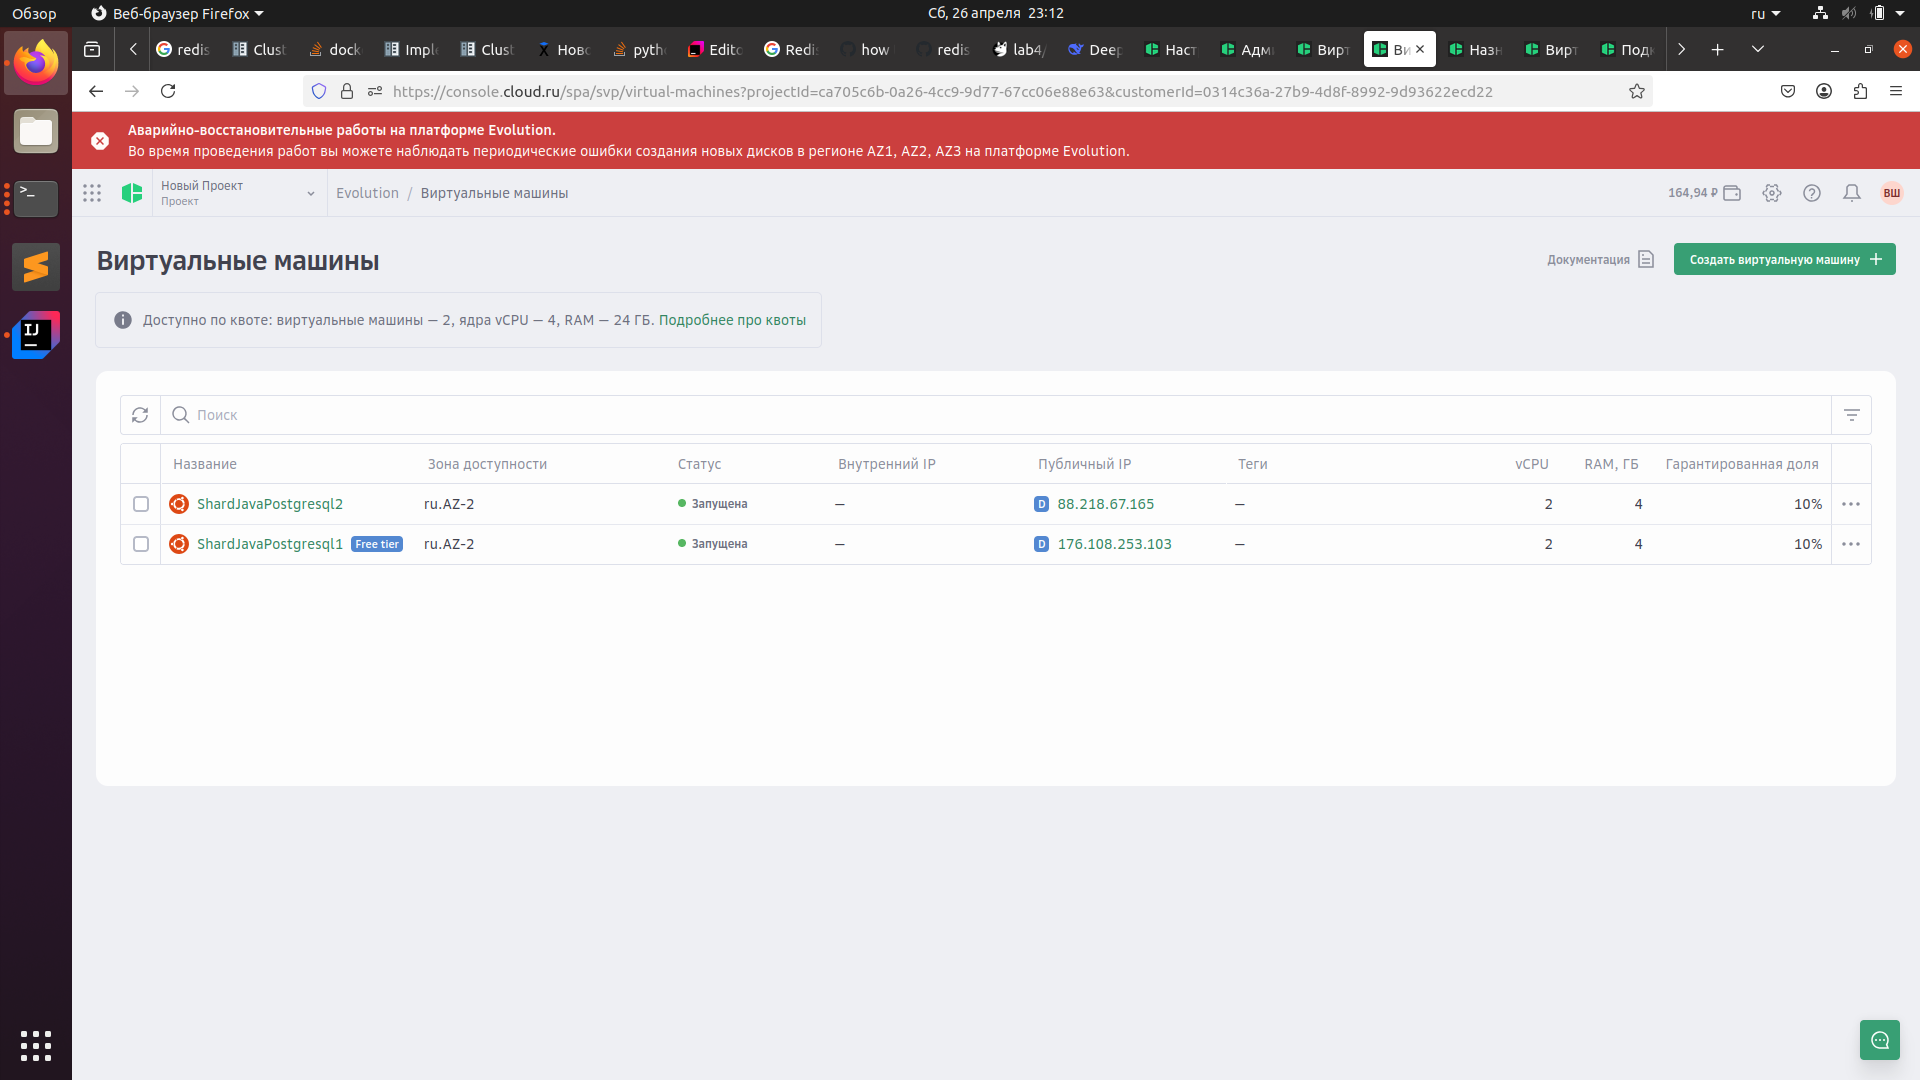 Обзор
Веб-браузер Firefox
Сб, 26 апреля 23:12
ru
redis
Clust
dock
Imple
Clust
Ново
pyth
Edito
Redis
how
redis
lab4/
Deep
Наст
Адми
Вирт
Ви
Назн
Вирт
Подк
https://console.cloud.ru/spa/svp/virtual-machines?projectId=ca705c6b-0a26-4cc9-9d77-67cc06e88e63&customerId=0314c36a-27b9-4d8f-8992-9d93622ecd22
Аварийно-восстановительные работы на платформе Evolution.
Во время проведения работ вы можете наблюдать периодические ошибки создания новых дисков в регионе AZ1, AZ2, AZ3 на платформе Evolution.
Новый Проект
Проект
Evolution / Виртуальные машины
164,94 ₽
ВШ
Виртуальные машины
Документация
Создать виртуальную машину
Доступно по квоте: виртуальные машины — 2, ядра vCPU — 4, RAM — 24 ГБ. Подробнее про квоты
Поиск
Название Зона доступности Статус Внутренний IP Публичный IP Теги vCPU RAM, ГБ Гарантированная доля
ShardJavaPostgresql2 ru.AZ-2 Запущена — D 88.218.67.165 — 2 4 10%
ShardJavaPostgresql1 Free tier ru.AZ-2 Запущена — D 176.108.253.103 — 2 4 10%